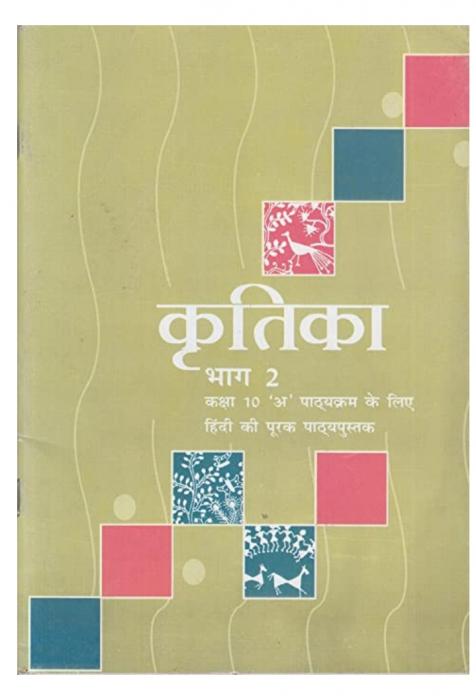 कृतिका
भाग 2
कक्षा 10 'अ' पाठ्यक्रम के लिए
हिंदी की पूरक पाठ्यपुस्तक